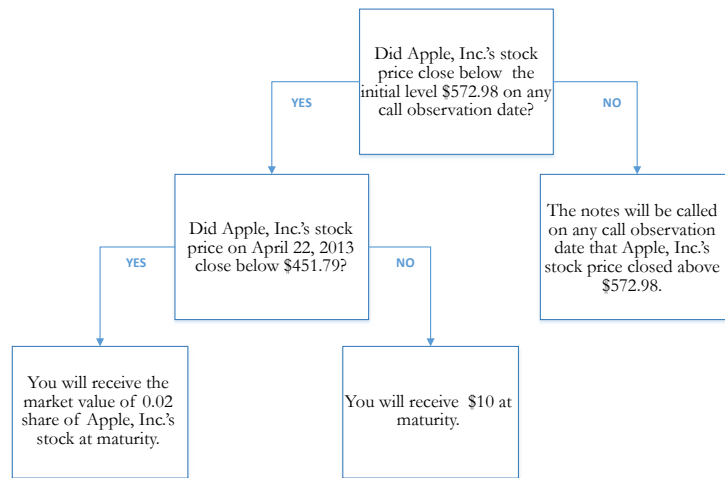 Did Apple, Inc.'s stock
price close below the
initial level $572.98 on any
call observation date?
YES
NO
Did Apple, Inc.'s stock
price on April 22, 2013
close below $451.79?
The notes will be called
on any call observation
date that Apple, Inc.'s
stock price closed above
$572.98.
YES
NO
You will receive the
market value of 0.02
share of Apple, Inc.'s
stock at maturity.
You will receive $10 at
maturity.